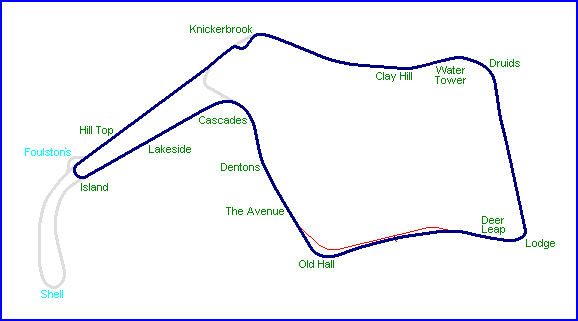 Knickerbrook
Druids
Clay Hill
Water
Tower
Cascades
Hill Top
Lakeside
Foulston's
Dentons
Island
The Avenue
Deer
Leap
Lodge
Old Hall
Shell